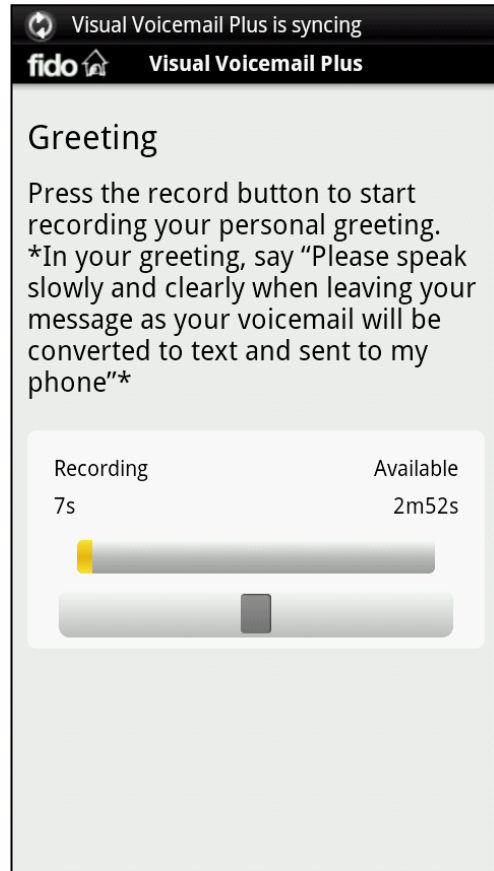 Visual Voicemail Plus is syncing
fido Visual Voicemail Plus
Greeting
Press the record button to start
recording your personal greeting.
*In your greeting, say “Please speak
slowly and clearly when leaving your
message as your voicemail will be
converted to text and sent to my
phone”*
Recording Available
7s 2m52s